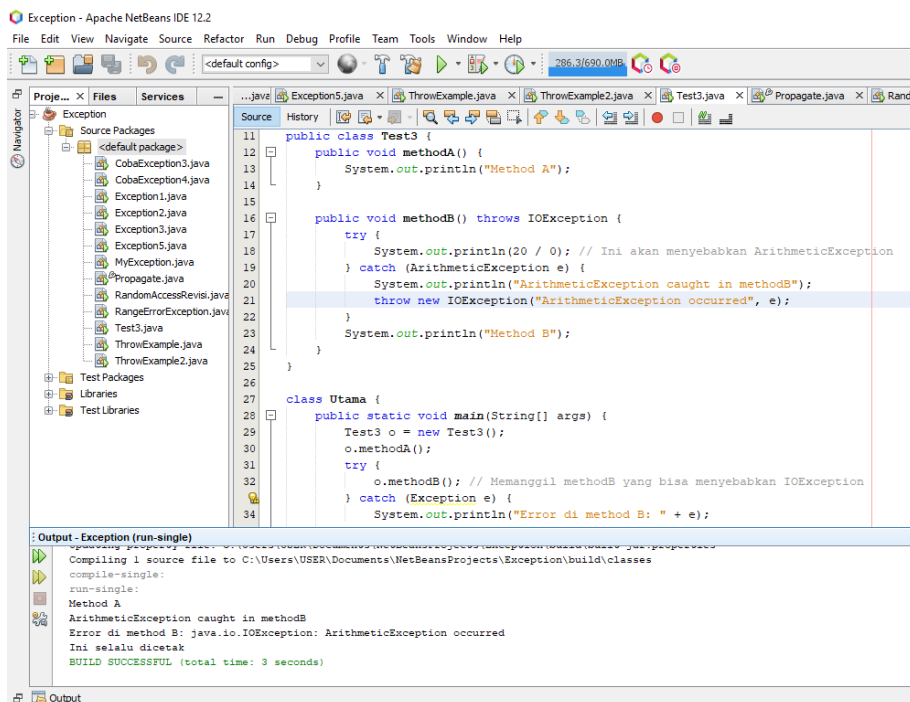 Exception - Apache NetBeans IDE 12.2
File Edit View Navigate Source Refactor Run Debug Profile Team Tools Window Help
<default config>
286.3/690.0MB
Proje... Files Services
...java Exception5.java ThrowExample.java ThrowExample2.java Test3.java Propagate.java Rand
Navigator
Source History
Exception
Source Packages
<default package>
CobaException3.java
CobaException4.java
Exception1.java
Exception2.java
Exception3.java
Exception5.java
MyException.java
Propagate.java
RandomAccessRevisi.java
RangeErrorException.java
Test3.java
ThrowExample.java
ThrowExample2.java
Test Packages
Libraries
Test Libraries
11 public class Test3 {
12 public void methodA() {
13 System.out.println("Method A");
14 }
15
16 public void methodB() throws IOException {
17 try {
18 System.out.println(20 / 0); // Ini akan menyebabkan ArithmeticException
19 } catch (ArithmeticException e) {
20 System.out.println("ArithmeticException caught in methodB");
21 throw new IOException("ArithmeticException occurred", e);
22 }
23 System.out.println("Method B");
24 }
25 }
26
27 class Utama {
28 public static void main(String[] args) {
29 Test3 o = new Test3();
30 o.methodA();
31 try {
32 o.methodB(); // Memanggil methodB yang bisa menyebabkan IOException
} catch (Exception e) {
34 System.out.println("Error di method B: " + e);
Output - Exception (run-single)
Compiling 1 source file to C:\Users\USER\Documents\NetBeansProjects\Exception\build\classes
compile-single:
run-single:
Method A
ArithmeticException caught in methodB
Error di method B: java.io.IOException: ArithmeticException occurred
Ini selalu dicetak
BUILD SUCCESSFUL (total time: 3 seconds)
Output